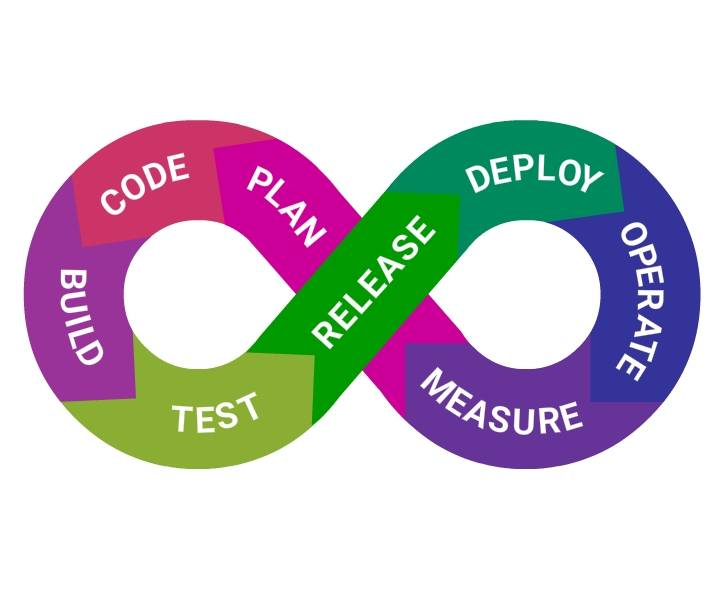 PLAN
CODE
BUILD
TEST
RELEASE
DEPLOY
OPERATE
MEASURE